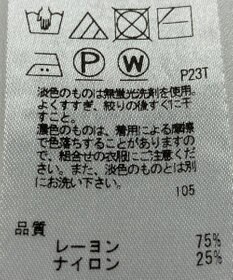 P W
P23T
淡色のものは無蛍光洗剤を使用。
よくすすぎ、絞りの後すぐに干
すこと。
濃色のものは、着用による摩擦
で色落ちすることがありますの
で、組合せの衣服にご注意くだ
さい。また、淡色のものとは別
にお洗い下さい。
105
品質
レーヨン 75%
ナイロン 25%